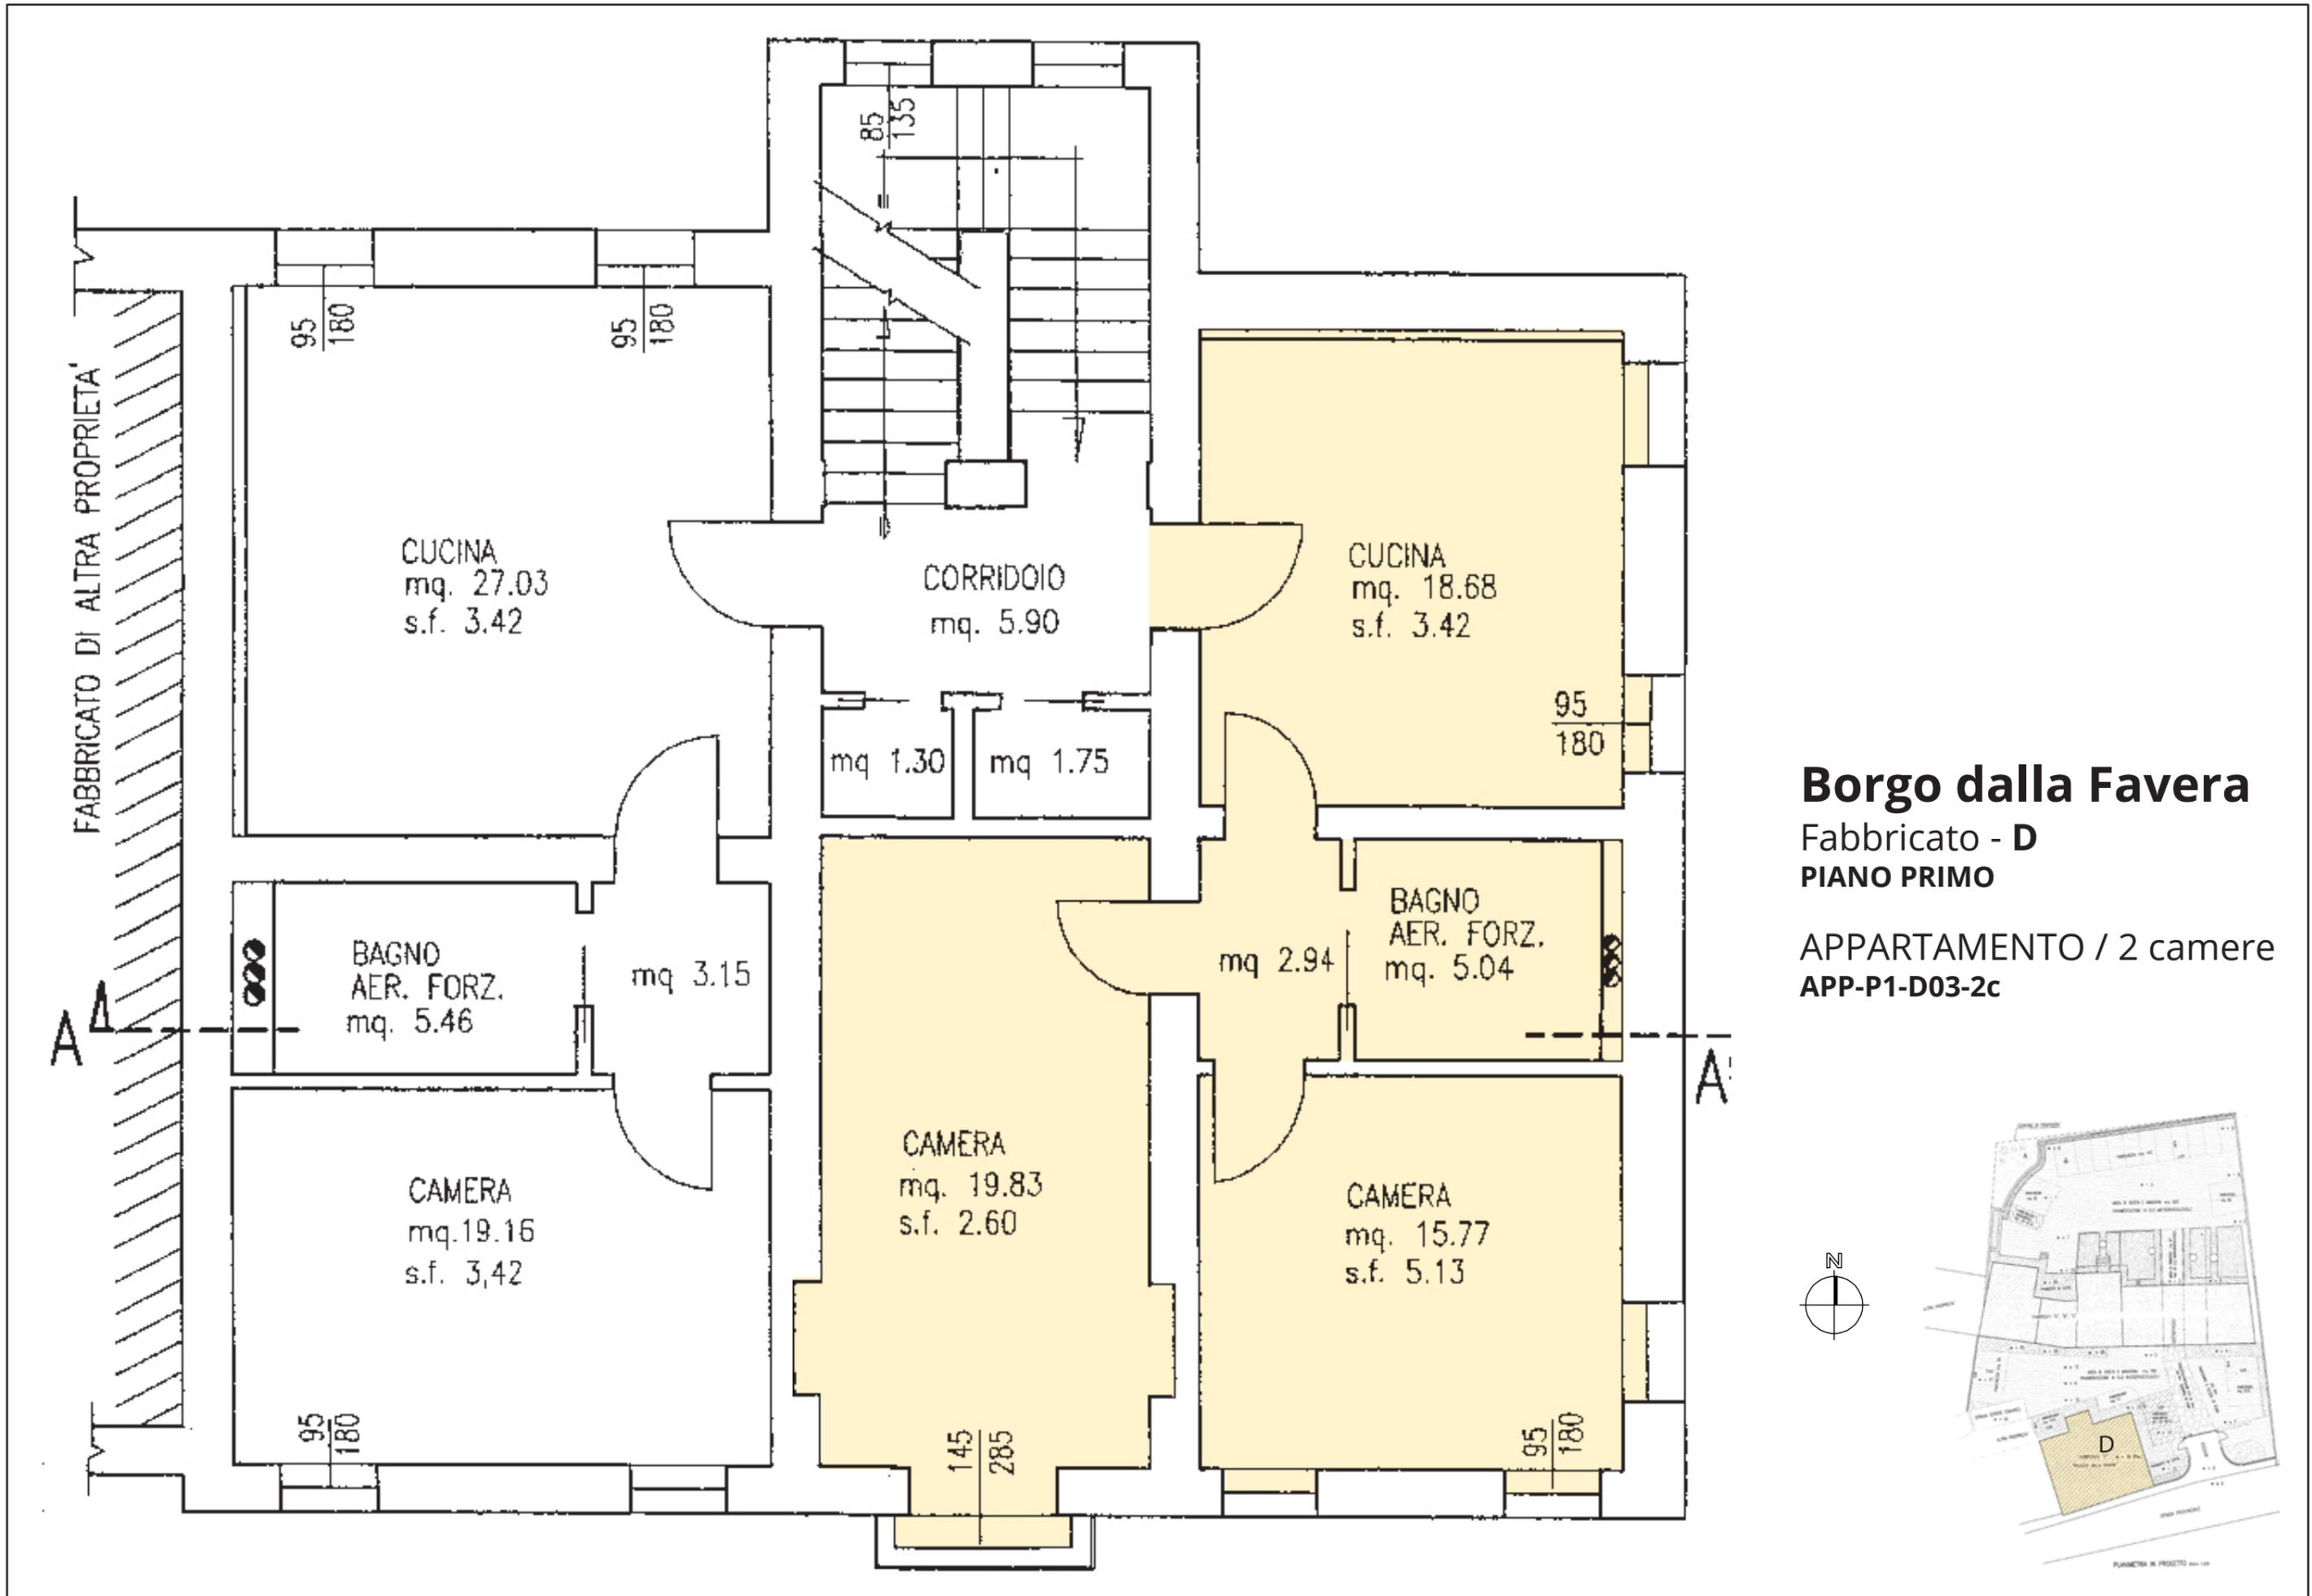 85
135
95
180
95
180
FABBRICATO DI ALTRA PROPRIETA'
CUCINA
mq. 27.03
s.f. 3.42
CORRIDOIO
mq. 5.90
CUCINA
mq. 18.68
s.f. 3.42
95
180
mq 1.30
mq 1.75
BAGNO
AER. FORZ.
mq. 5.46
mq 3.15
mq 2.94
BAGNO
AER. FORZ.
mq. 5.04
A
A'
CAMERA
mq.19.16
s.f. 3,42
CAMERA
mq. 19.83
s.f. 2.60
CAMERA
mq. 15.77
s.f. 5.13
95
180
145
285
95
180
Borgo dalla Favera
Fabbricato - D
PIANO PRIMO
APPARTAMENTO / 2 camere
APP-P1-D03-2c
N
D